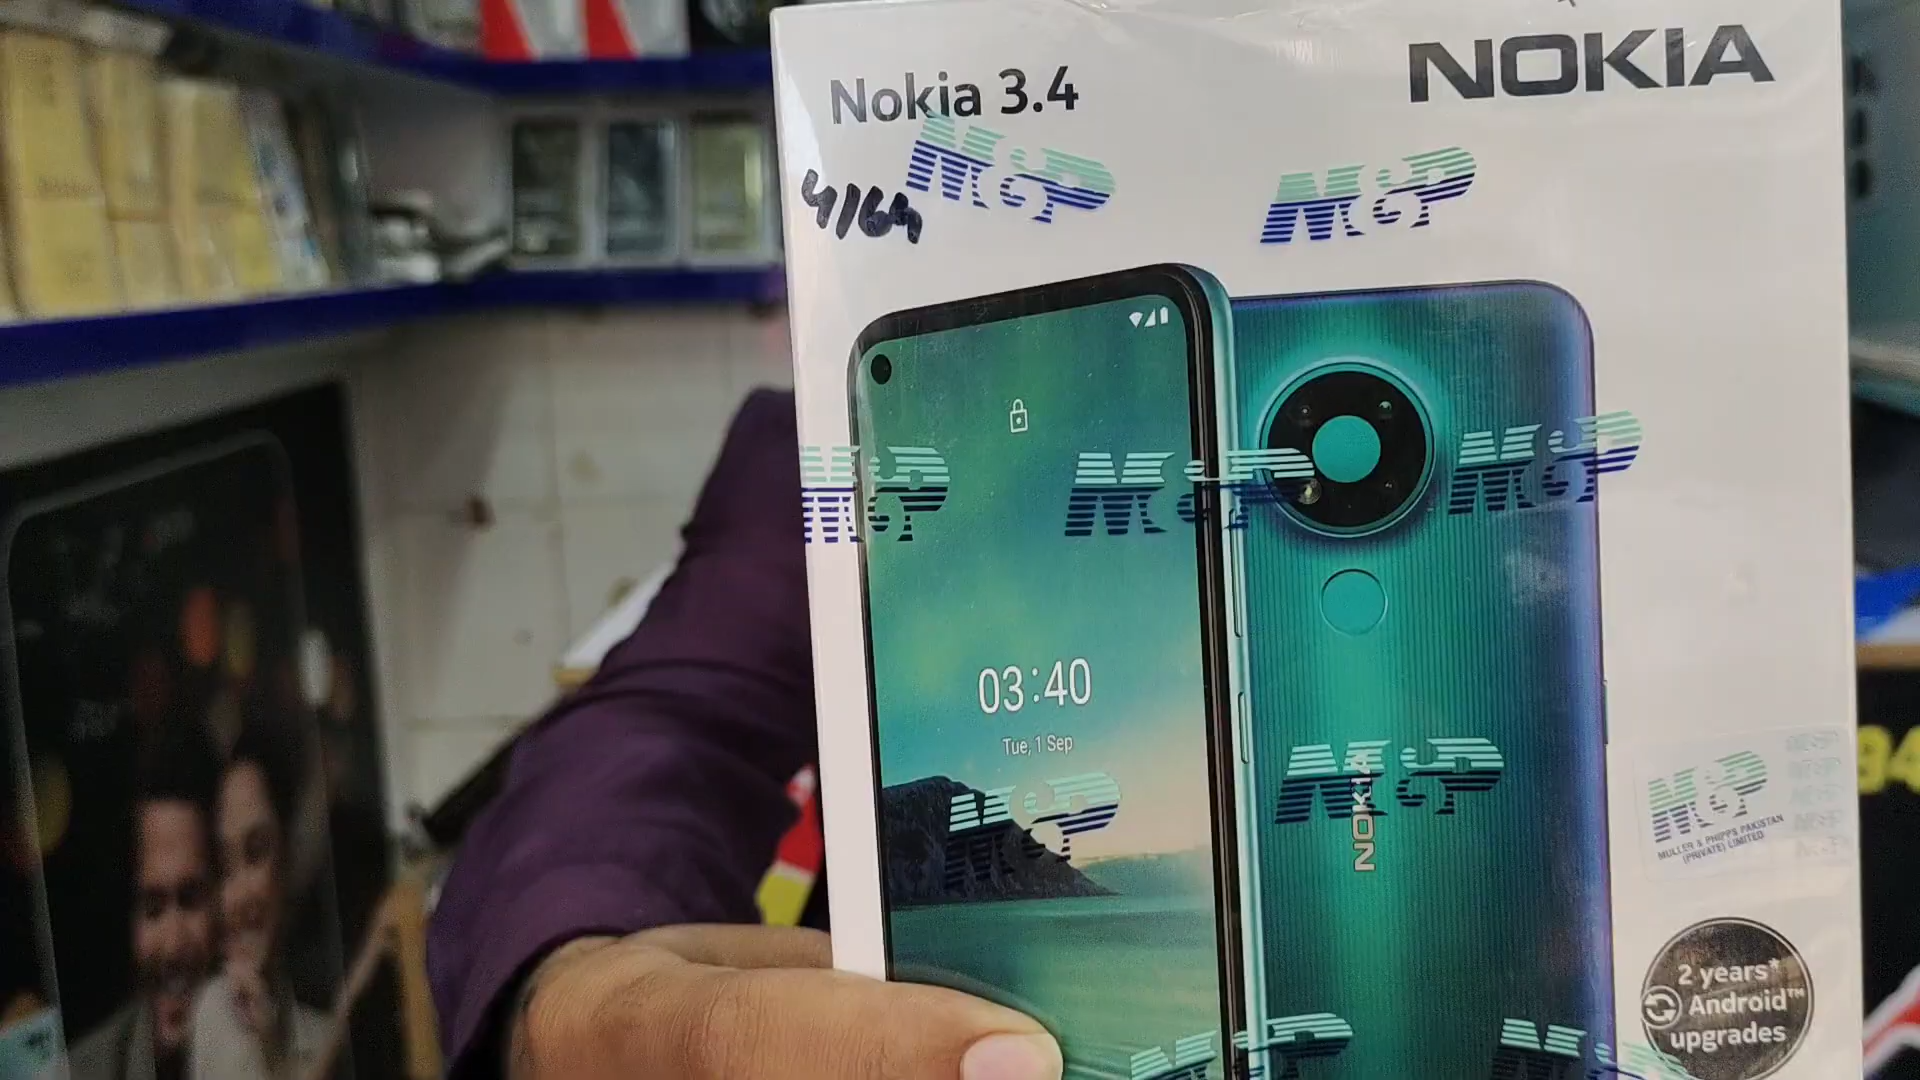 NOKIA
Nokia 3.4
4/64
M&P
M&P
M&P
M&P
M&P
03:40
Tue, 1 Sep
M&P
M&P
NOKIA
M&P
MULLER & PHIPPS PAKISTAN
(PRIVATE) LIMITED
2 years*
Android™
upgrades
94